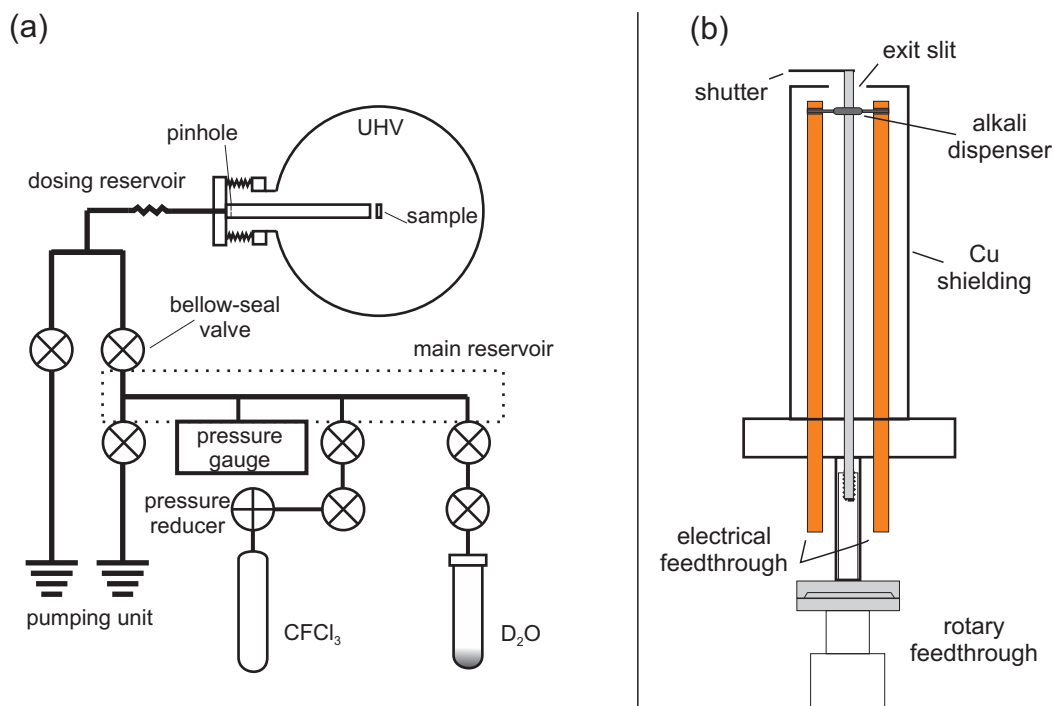 (a)
UHV
pinhole
dosing reservoir
sample
bellow-seal
valve
main reservoir
pressure
gauge
pressure
reducer
pumping unit
CFCl₃
D₂O
(b)
exit slit
shutter
alkali
dispenser
Cu
shielding
electrical
feedthrough
rotary
feedthrough